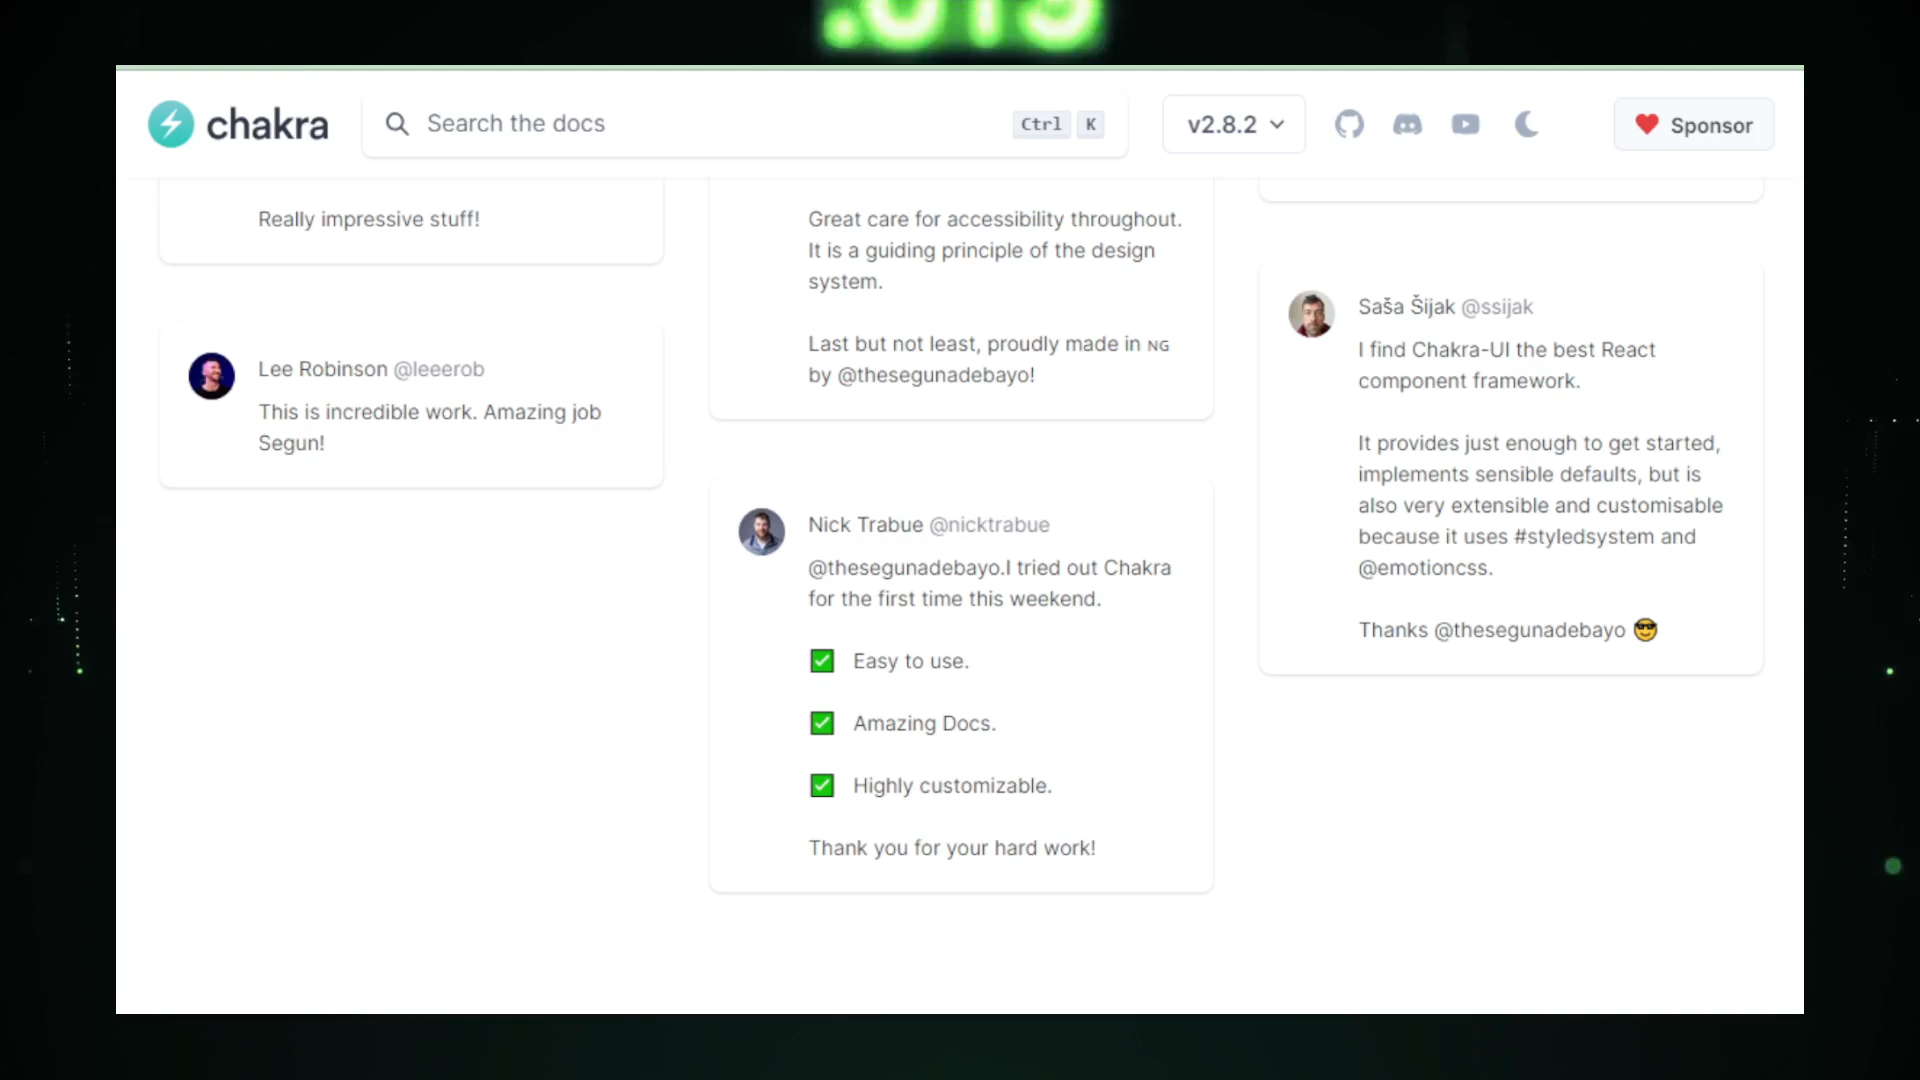 chakra
Search the docs
Ctrl K
v2.8.2
Sponsor
Really impressive stuff!
Lee Robinson @leeerob
This is incredible work. Amazing job
Segun!
Great care for accessibility throughout.
It is a guiding principle of the design
system.
Last but not least, proudly made in NG
by @thesegunadebayo!
Nick Trabue @nicktrabue
@thesegunadebayo.I tried out Chakra
for the first time this weekend.
✅ Easy to use.
✅ Amazing Docs.
✅ Highly customizable.
Thank you for your hard work!
Saša Šijak @ssijak
I find Chakra-UI the best React
component framework.
It provides just enough to get started,
implements sensible defaults, but is
also very extensible and customisable
because it uses #styledsystem and
@emotioncss.
Thanks @thesegunadebayo 😎